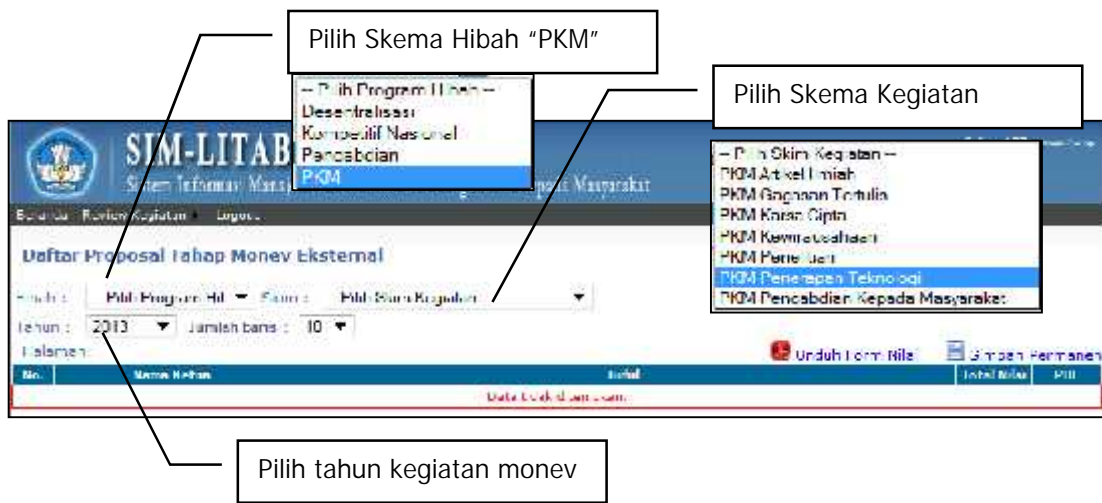 Pilih Skema Hibah “PKM”
Pilih Skema Kegiatan
-- Pilih Program Hibah --
Desentralisasi
Kompetitif Nasional
Pengabdian
PKM
-- Pilih Skim Kegiatan --
PKM Artikel Ilmiah
PKM Gagasan Tertulis
PKM Karsa Cipta
PKM Kewirausahaan
PKM Penelitian
PKM Penerapan Teknologi
PKM Pengabdian Kepada Masyarakat
SIM-LITAB
Sistem Informasi Masyarakat
Beranda Review Kegiatan Logout
Daftar Proposal Tahap Monev Eksternal
Hibah : Pilih Program Hi Skim : Pilih Skim Kegiatan
Tahun : 2013 Jumlah baris : 10
Halaman:
Unduh Form Nilai Simpan Permanen
No. Nama Ketua Judul Total Nilai
Data tidak ditemukan.
Pilih tahun kegiatan monev